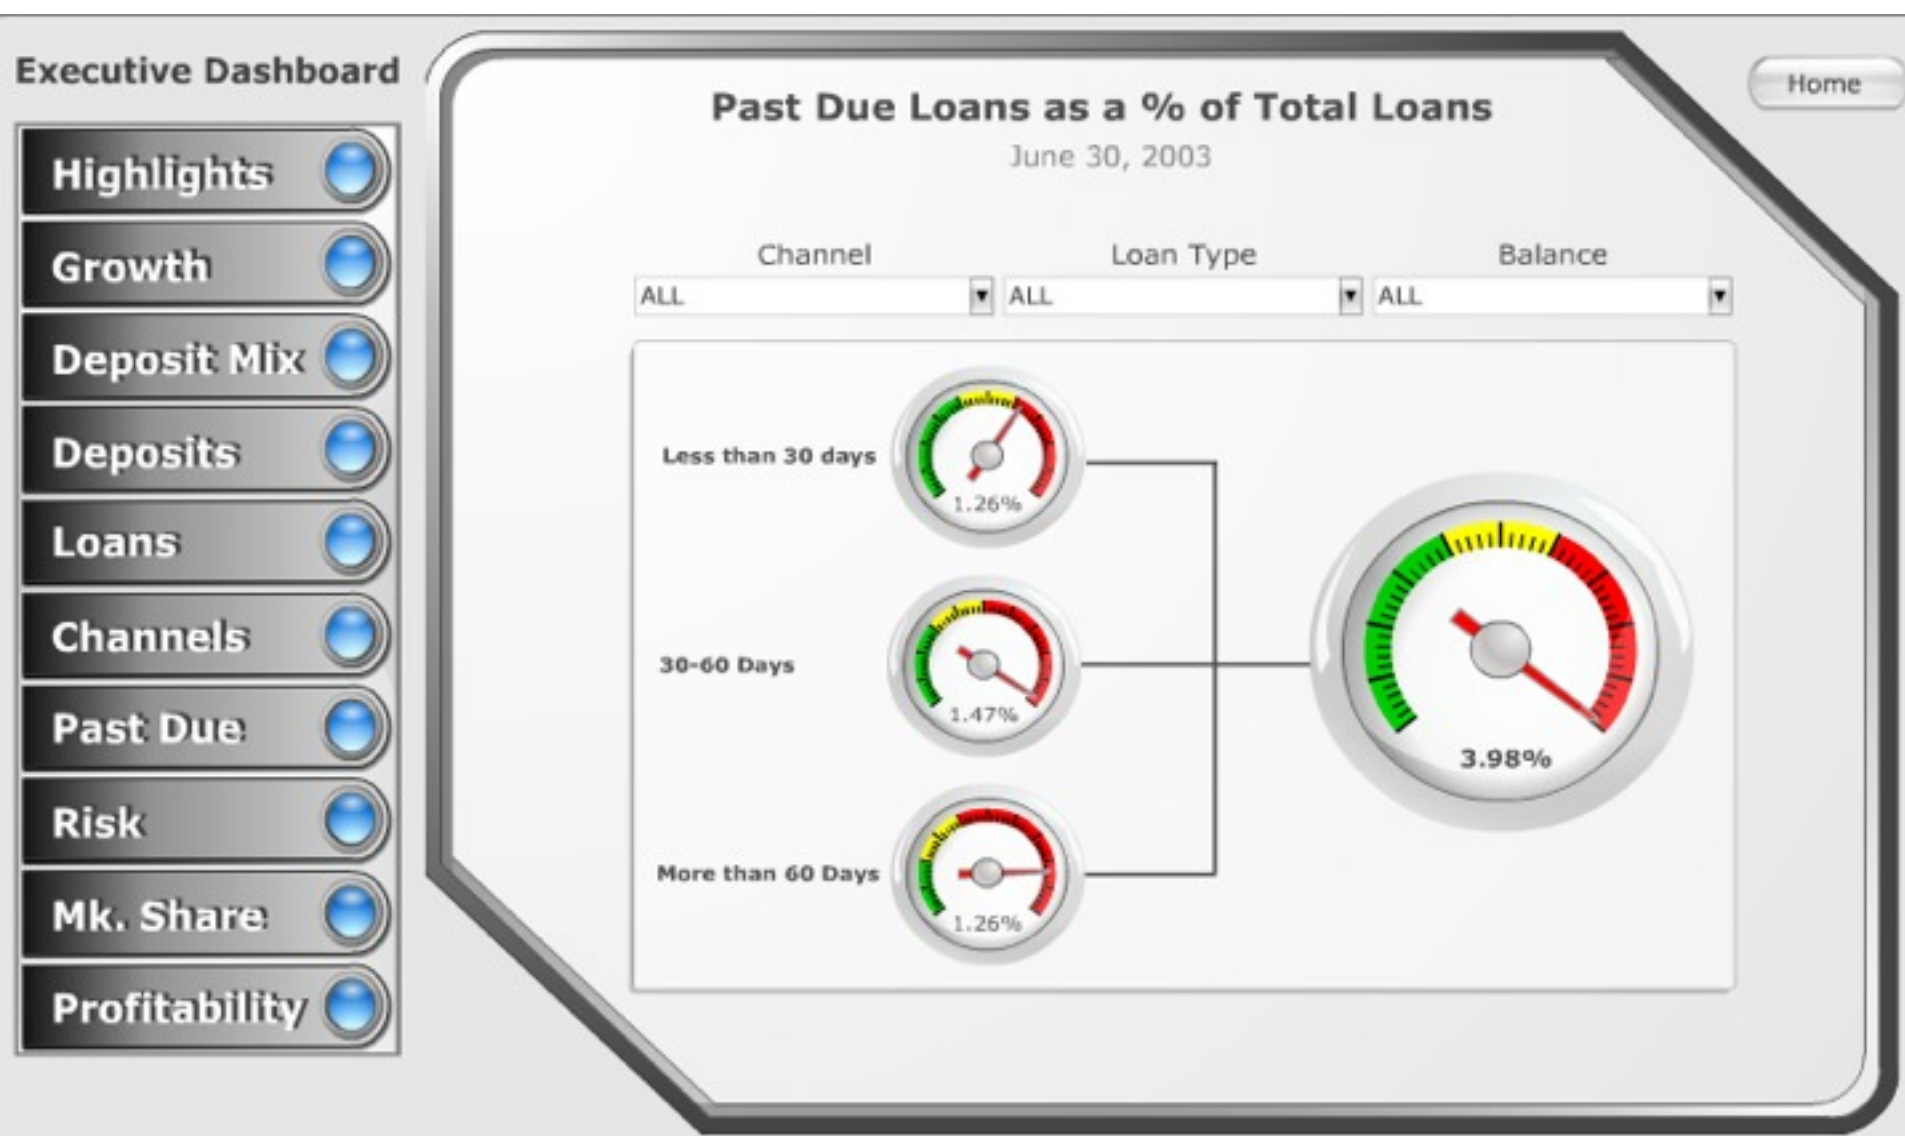 Executive Dashboard
Home
Highlights
Growth
Deposit Mix
Deposits
Loans
Channels
Past Due
Risk
Mk. Share
Profitability
Past Due Loans as a % of Total Loans
June 30, 2003
Channel Loan Type Balance
ALL ALL ALL
Less than 30 days
1.26%
30-60 Days
1.47%
3.98%
More than 60 Days
1.26%